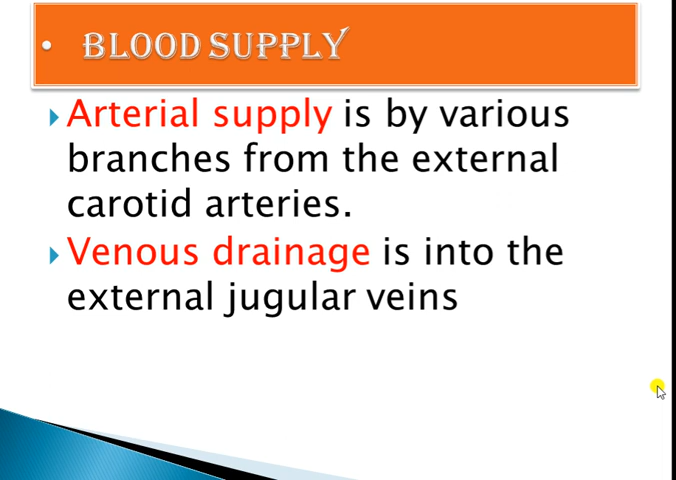 • BLOOD SUPPLY
Arterial supply is by various
branches from the external
carotid arteries.
Venous drainage is into the
external jugular veins